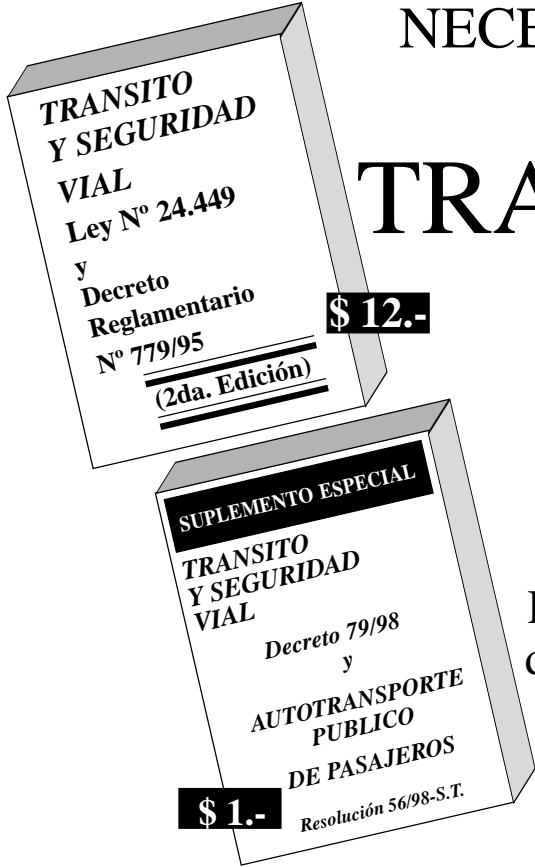 NECE
TRANSITO
Y SEGURIDAD
VIAL
Ley Nº 24.449
y
Decreto
Reglamentario
Nº 779/95
(2da. Edición)
TRA
$ 12.-
SUPLEMENTO ESPECIAL
TRANSITO
Y SEGURIDAD
VIAL
Decreto 79/98
y
AUTOTRANSPORTE
PUBLICO
DE PASAJEROS
Resolución 56/98-S.T.
$ 1.-